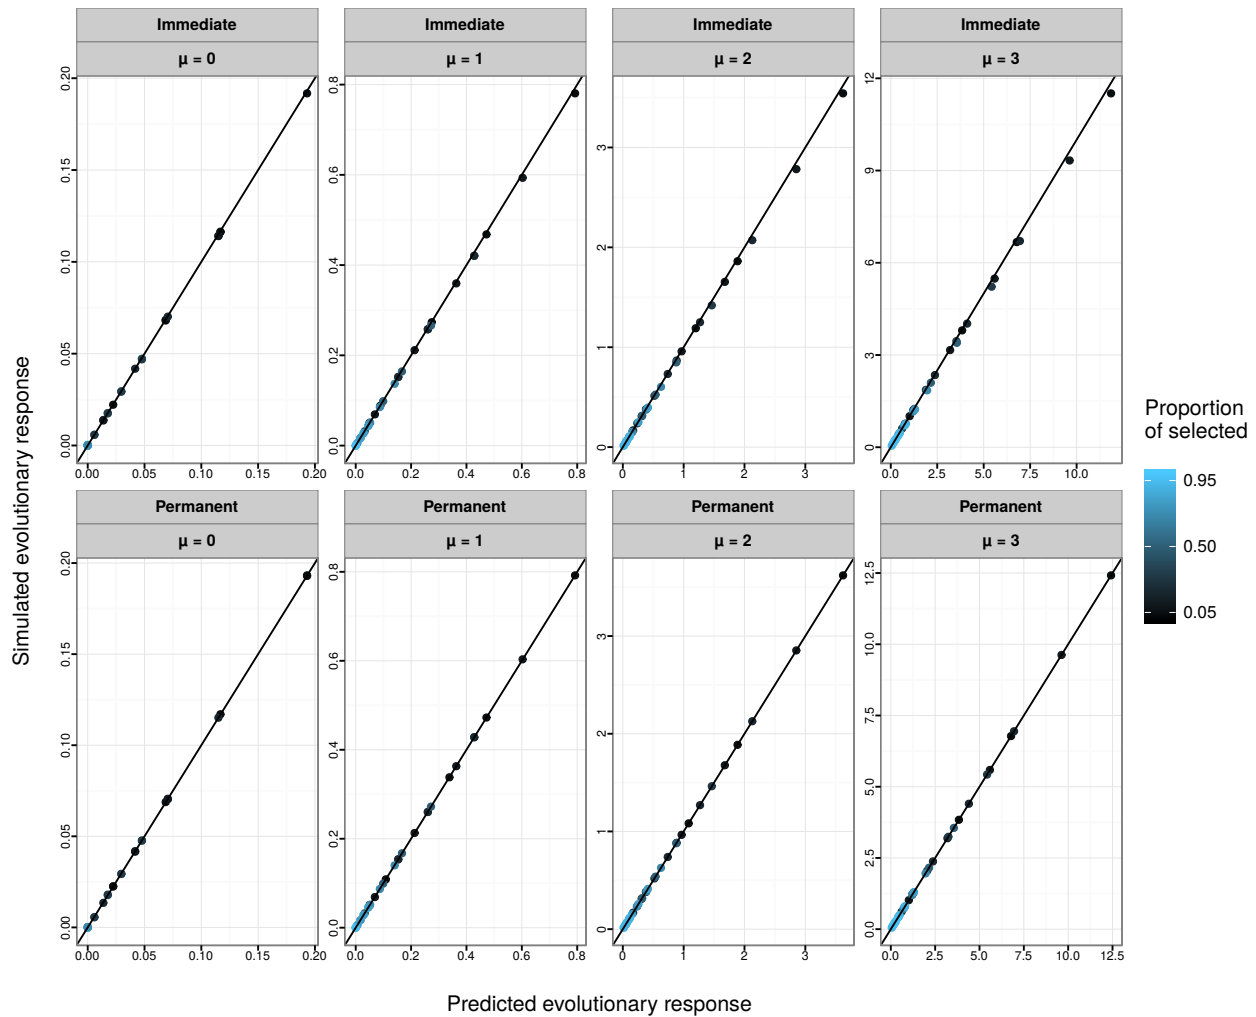 Immediate Immediate Immediate Immediate
μ = 0 μ = 1 μ = 2 μ = 3
0.00 0.05 0.10 0.15 0.20
0.0 0.2 0.4 0.6 0.8
0 1 2 3
0 3 6 9 12
0.00 0.05 0.10 0.15 0.20
0.0 0.2 0.4 0.6 0.8
0 1 2 3
0.0 2.5 5.0 7.5 10.0
Permanent Permanent Permanent Permanent
μ = 0 μ = 1 μ = 2 μ = 3
0.00 0.05 0.10 0.15 0.20
0.0 0.2 0.4 0.6 0.8
0 1 2 3
0.0 2.5 5.0 7.5 10.0 12.5
0.00 0.05 0.10 0.15 0.20
0.0 0.2 0.4 0.6 0.8
0 1 2 3
0.0 2.5 5.0 7.5 10.0 12.5
Simulated evolutionary response
Predicted evolutionary response
Proportion
of selected
0.95
0.50
0.05